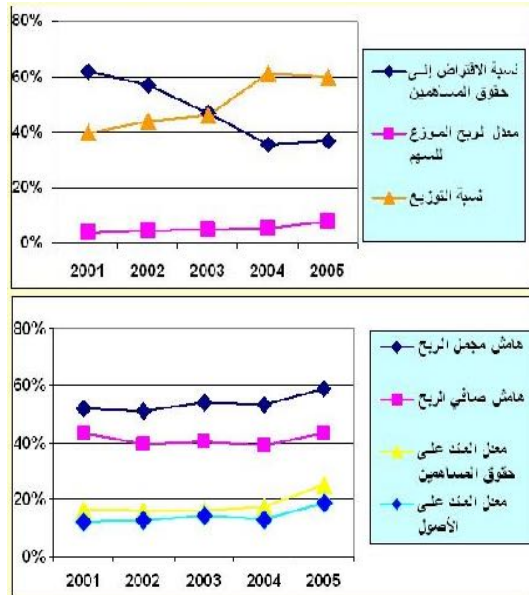 80%
60%
40%
20%
0%
2001 2002 2003 2004 2005
نسبة الاقتراض إلى
حقوق المساهمين
معدل الربح الموزع
للسهم
نسبة التوزيع
80%
60%
40%
20%
0%
2001 2002 2003 2004 2005
هامش مجمل الربح
هامش صافي الربح
معدل العائد على
حقوق المساهمين
معدل العائد على
الأصول